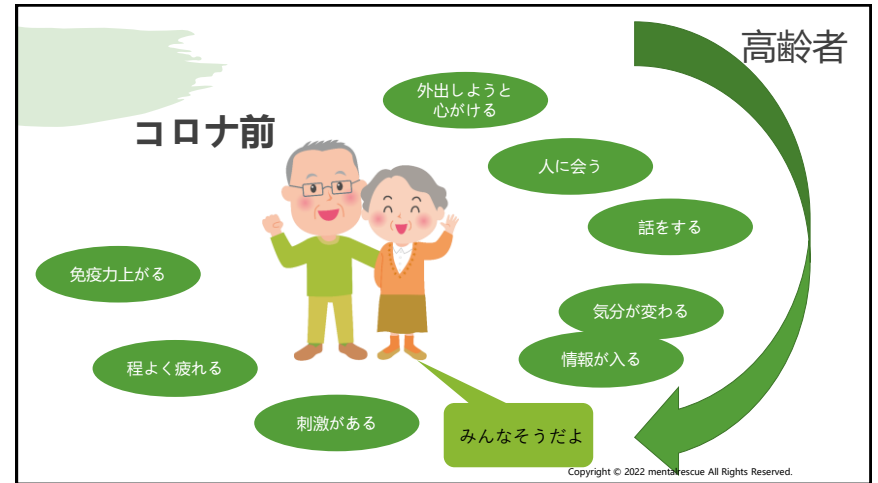 高齢者
コロナ前
外出しようと
心がける
人に会う
話をする
気分が変わる
情報が入る
みんなそうだよ
刺激がある
程よく疲れる
免疫力上がる
Copyright © 2022 mentalrescue All Rights Reserved.